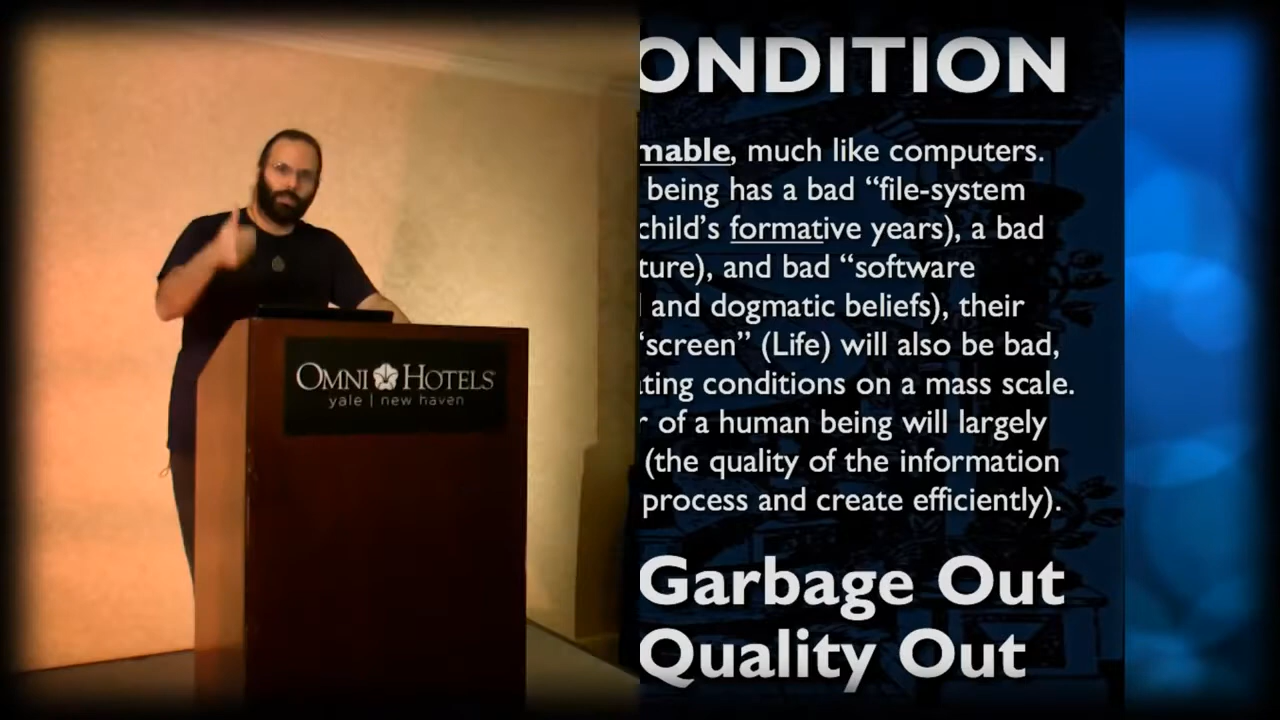 OMNI HOTELS
yale | new haven
ONDITION
mable, much like computers.
being has a bad “file-system
child’s formative years), a bad
ture), and bad “software
and dogmatic beliefs), their
“screen” (Life) will also be bad,
ting conditions on a mass scale.
r of a human being will largely
(the quality of the information
process and create efficiently).
Garbage Out
Quality Out